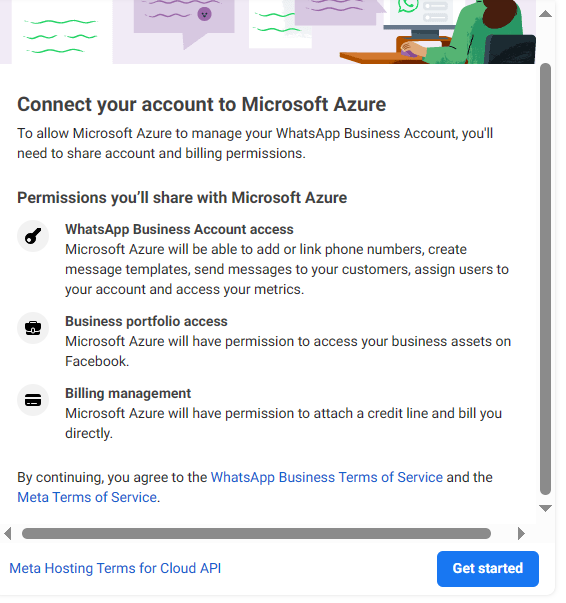 Connect your account to Microsoft Azure
To allow Microsoft Azure to manage your WhatsApp Business Account, you'll
need to share account and billing permissions.
Permissions you’ll share with Microsoft Azure
WhatsApp Business Account access
Microsoft Azure will be able to add or link phone numbers, create
message templates, send messages to your customers, assign users to
your account and access your metrics.
Business portfolio access
Microsoft Azure will have permission to access your business assets on
Facebook.
Billing management
Microsoft Azure will have permission to attach a credit line and bill you
directly.
By continuing, you agree to the WhatsApp Business Terms of Service and the
Meta Terms of Service.
Meta Hosting Terms for Cloud API
Get started